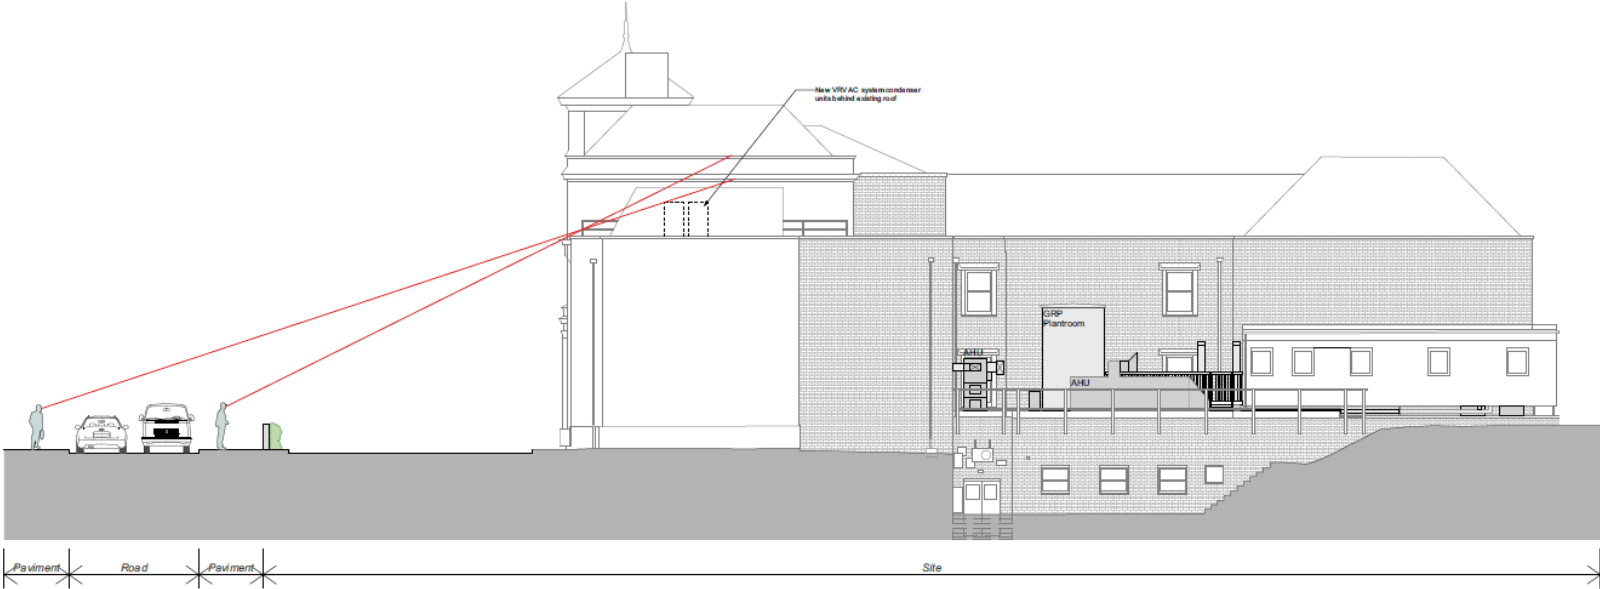 New VRV AC system condenser
units behind existing roof
GRP
Plantroom
AHU
AHU
Paviment
Road
Paviment
Site